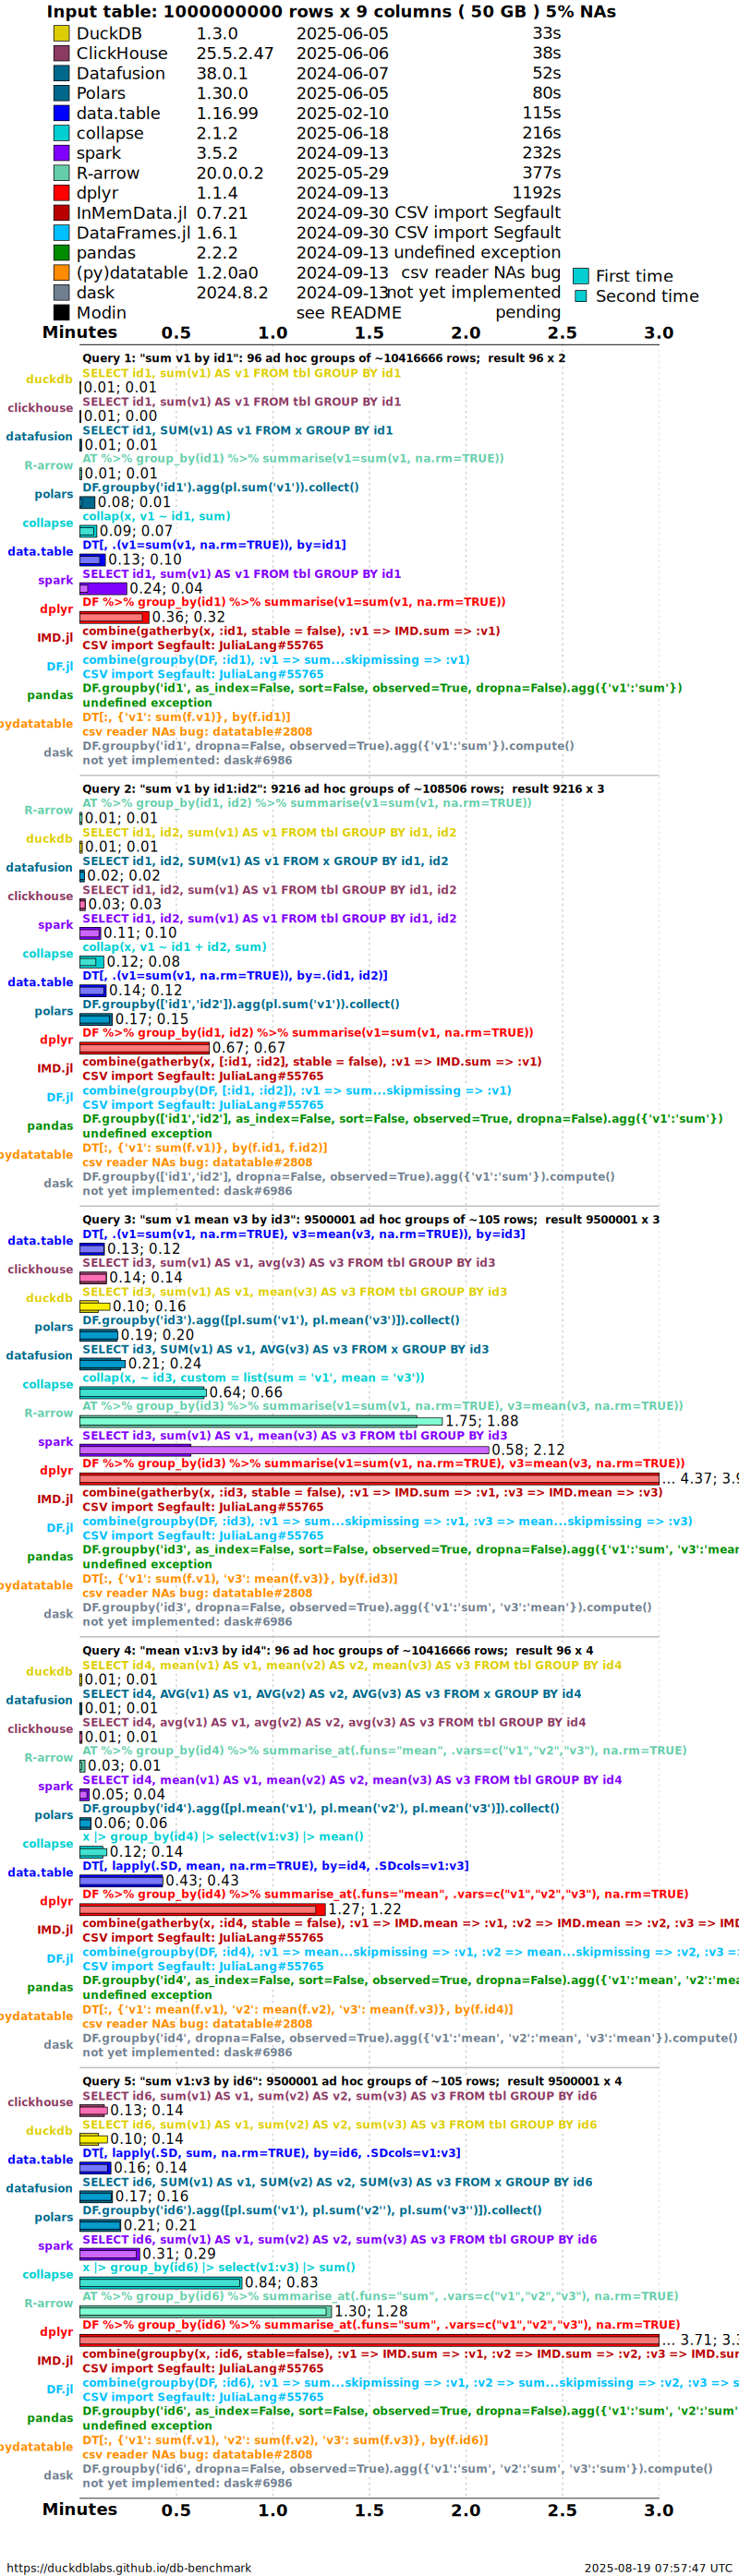 Input table: 1000000000 rows x 9 columns ( 50 GB ) 5% NAs
DuckDB 1.3.0 2025-06-05 33s
ClickHouse 25.5.2.47 2025-06-06 38s
Datafusion 38.0.1 2024-06-07 52s
Polars 1.30.0 2025-06-05 80s
data.table 1.16.99 2025-02-10 115s
collapse 2.1.2 2025-06-18 216s
spark 3.5.2 2024-09-13 232s
R-arrow 20.0.0.2 2025-05-29 377s
dplyr 1.1.4 2024-09-13 1192s
InMemData.jl 0.7.21 2024-09-30 CSV import Segfault
DataFrames.jl 1.6.1 2024-09-30 CSV import Segfault
pandas 2.2.2 2024-09-13 undefined exception
(py)datatable 1.2.0a0 2024-09-13 csv reader NAs bug
dask 2024.8.2 2024-09-13 not yet implemented
Modin see README pending
First time
Second time
Minutes 0.5 1.0 1.5 2.0 2.5 3.0
Query 1: "sum v1 by id1": 96 ad hoc groups of ~10416666 rows; result 96 x 2
duckdb SELECT id1, sum(v1) AS v1 FROM tbl GROUP BY id1
0.01; 0.01
clickhouse SELECT id1, sum(v1) AS v1 FROM tbl GROUP BY id1
0.01; 0.00
datafusion SELECT id1, SUM(v1) AS v1 FROM x GROUP BY id1
0.01; 0.01
R-arrow AT %>% group_by(id1) %>% summarise(v1=sum(v1, na.rm=TRUE))
0.01; 0.01
polars DF.groupby('id1').agg(pl.sum('v1')).collect()
0.08; 0.01
collapse collap(x, v1 ~ id1, sum)
0.09; 0.07
data.table DT[, .(v1=sum(v1, na.rm=TRUE)), by=id1]
0.13; 0.10
spark SELECT id1, sum(v1) AS v1 FROM tbl GROUP BY id1
0.24; 0.04
dplyr DF %>% group_by(id1) %>% summarise(v1=sum(v1, na.rm=TRUE))
0.36; 0.32
IMD.jl combine(gatherby(x, :id1, stable = false), :v1 => IMD.sum => :v1)
CSV import Segfault: JuliaLang#55765
DF.jl combine(groupby(DF, :id1), :v1 => sum...skipmissing => :v1)
CSV import Segfault: JuliaLang#55765
pandas DF.groupby('id1', as_index=False, sort=False, observed=True, dropna=False).agg({'v1':'sum'})
undefined exception
pydatatable DT[:, {'v1': sum(f.v1)}, by(f.id1)]
csv reader NAs bug: datatable#2808
dask DF.groupby('id1', dropna=False, observed=True).agg({'v1':'sum'}).compute()
not yet implemented: dask#6986
Query 2: "sum v1 by id1:id2": 9216 ad hoc groups of ~108506 rows; result 9216 x 3
R-arrow AT %>% group_by(id1, id2) %>% summarise(v1=sum(v1, na.rm=TRUE))
0.01; 0.01
duckdb SELECT id1, id2, sum(v1) AS v1 FROM tbl GROUP BY id1, id2
0.01; 0.01
datafusion SELECT id1, id2, SUM(v1) AS v1 FROM x GROUP BY id1, id2
0.02; 0.02
clickhouse SELECT id1, id2, sum(v1) AS v1 FROM tbl GROUP BY id1, id2
0.03; 0.03
spark SELECT id1, id2, sum(v1) AS v1 FROM tbl GROUP BY id1, id2
0.11; 0.10
collapse collap(x, v1 ~ id1 + id2, sum)
0.12; 0.08
data.table DT[, .(v1=sum(v1, na.rm=TRUE)), by=.(id1, id2)]
0.14; 0.12
polars DF.groupby(['id1','id2']).agg(pl.sum('v1')).collect()
0.17; 0.15
dplyr DF %>% group_by(id1, id2) %>% summarise(v1=sum(v1, na.rm=TRUE))
0.67; 0.67
IMD.jl combine(gatherby(x, [:id1, :id2], stable = false), :v1 => IMD.sum => :v1)
CSV import Segfault: JuliaLang#55765
DF.jl combine(groupby(DF, [:id1, :id2]), :v1 => sum...skipmissing => :v1)
CSV import Segfault: JuliaLang#55765
pandas DF.groupby(['id1','id2'], as_index=False, sort=False, observed=True, dropna=False).agg({'v1':'sum'})
undefined exception
pydatatable DT[:, {'v1': sum(f.v1)}, by(f.id1, f.id2)]
csv reader NAs bug: datatable#2808
dask DF.groupby(['id1','id2'], dropna=False, observed=True).agg({'v1':'sum'}).compute()
not yet implemented: dask#6986
Query 3: "sum v1 mean v3 by id3": 9500001 ad hoc groups of ~105 rows; result 9500001 x 3
data.table DT[, .(v1=sum(v1, na.rm=TRUE), v3=mean(v3, na.rm=TRUE)), by=id3]
0.13; 0.12
clickhouse SELECT id3, sum(v1) AS v1, avg(v3) AS v3 FROM tbl GROUP BY id3
0.14; 0.14
duckdb SELECT id3, sum(v1) AS v1, mean(v3) AS v3 FROM tbl GROUP BY id3
0.10; 0.16
polars DF.groupby('id3').agg([pl.sum('v1'), pl.mean('v3')]).collect()
0.19; 0.20
datafusion SELECT id3, SUM(v1) AS v1, AVG(v3) AS v3 FROM x GROUP BY id3
0.21; 0.24
collapse collap(x, ~ id3, custom = list(sum = 'v1', mean = 'v3'))
0.64; 0.66
R-arrow AT %>% group_by(id3) %>% summarise(v1=sum(v1, na.rm=TRUE), v3=mean(v3, na.rm=TRUE))
1.75; 1.88
spark SELECT id3, sum(v1) AS v1, mean(v3) AS v3 FROM tbl GROUP BY id3
0.58; 2.12
dplyr DF %>% group_by(id3) %>% summarise(v1=sum(v1, na.rm=TRUE), v3=mean(v3, na.rm=TRUE))
... 4.37; 3.9
IMD.jl combine(gatherby(x, :id3, stable = false), :v1 => IMD.sum => :v1, :v3 => IMD.mean => :v3)
CSV import Segfault: JuliaLang#55765
DF.jl combine(groupby(DF, :id3), :v1 => sum...skipmissing => :v1, :v3 => mean...skipmissing => :v3)
CSV import Segfault: JuliaLang#55765
pandas DF.groupby('id3', as_index=False, sort=False, observed=True, dropna=False).agg({'v1':'sum', 'v3':'mean
undefined exception
pydatatable DT[:, {'v1': sum(f.v1), 'v3': mean(f.v3)}, by(f.id3)]
csv reader NAs bug: datatable#2808
dask DF.groupby('id3', dropna=False, observed=True).agg({'v1':'sum', 'v3':'mean'}).compute()
not yet implemented: dask#6986
Query 4: "mean v1:v3 by id4": 96 ad hoc groups of ~10416666 rows; result 96 x 4
duckdb SELECT id4, mean(v1) AS v1, mean(v2) AS v2, mean(v3) AS v3 FROM tbl GROUP BY id4
0.01; 0.01
datafusion SELECT id4, AVG(v1) AS v1, AVG(v2) AS v2, AVG(v3) AS v3 FROM x GROUP BY id4
0.01; 0.01
clickhouse SELECT id4, avg(v1) AS v1, avg(v2) AS v2, avg(v3) AS v3 FROM tbl GROUP BY id4
0.01; 0.01
R-arrow AT %>% group_by(id4) %>% summarise_at(.funs="mean", .vars=c("v1","v2","v3"), na.rm=TRUE)
0.03; 0.01
spark SELECT id4, mean(v1) AS v1, mean(v2) AS v2, mean(v3) AS v3 FROM tbl GROUP BY id4
0.05; 0.04
polars DF.groupby('id4').agg([pl.mean('v1'), pl.mean('v2'), pl.mean('v3')]).collect()
0.06; 0.06
collapse x |> group_by(id4) |> select(v1:v3) |> mean()
0.12; 0.14
data.table DT[, lapply(.SD, mean, na.rm=TRUE), by=id4, .SDcols=v1:v3]
0.43; 0.43
dplyr DF %>% group_by(id4) %>% summarise_at(.funs="mean", .vars=c("v1","v2","v3"), na.rm=TRUE)
1.27; 1.22
IMD.jl combine(gatherby(x, :id4, stable = false), :v1 => IMD.mean => :v1, :v2 => IMD.mean => :v2, :v3 => IMD
CSV import Segfault: JuliaLang#55765
DF.jl combine(groupby(DF, :id4), :v1 => mean...skipmissing => :v1, :v2 => mean...skipmissing => :v2, :v3 =>
CSV import Segfault: JuliaLang#55765
pandas DF.groupby('id4', as_index=False, sort=False, observed=True, dropna=False).agg({'v1':'mean', 'v2':'mea
undefined exception
pydatatable DT[:, {'v1': mean(f.v1), 'v2': mean(f.v2), 'v3': mean(f.v3)}, by(f.id4)]
csv reader NAs bug: datatable#2808
dask DF.groupby('id4', dropna=False, observed=True).agg({'v1':'mean', 'v2':'mean', 'v3':'mean'}).compute()
not yet implemented: dask#6986
Query 5: "sum v1:v3 by id6": 9500001 ad hoc groups of ~105 rows; result 9500001 x 4
clickhouse SELECT id6, sum(v1) AS v1, sum(v2) AS v2, sum(v3) AS v3 FROM tbl GROUP BY id6
0.13; 0.14
duckdb SELECT id6, sum(v1) AS v1, sum(v2) AS v2, sum(v3) AS v3 FROM tbl GROUP BY id6
0.10; 0.14
data.table DT[, lapply(.SD, sum, na.rm=TRUE), by=id6, .SDcols=v1:v3]
0.16; 0.14
datafusion SELECT id6, SUM(v1) AS v1, SUM(v2) AS v2, SUM(v3) AS v3 FROM x GROUP BY id6
0.17; 0.16
polars DF.groupby('id6').agg([pl.sum('v1'), pl.sum('v2''), pl.sum('v3'')]).collect()
0.21; 0.21
spark SELECT id6, sum(v1) AS v1, sum(v2) AS v2, sum(v3) AS v3 FROM tbl GROUP BY id6
0.31; 0.29
collapse x |> group_by(id6) |> select(v1:v3) |> sum()
0.84; 0.83
R-arrow AT %>% group_by(id6) %>% summarise_at(.funs="sum", .vars=c("v1","v2","v3"), na.rm=TRUE)
1.30; 1.28
dplyr DF %>% group_by(id6) %>% summarise_at(.funs="sum", .vars=c("v1","v2","v3"), na.rm=TRUE)
... 3.71; 3.3
IMD.jl combine(groupby(x, :id6, stable=false), :v1 => IMD.sum => :v1, :v2 => IMD.sum => :v2, :v3 => IMD.sum
CSV import Segfault: JuliaLang#55765
DF.jl combine(groupby(DF, :id6), :v1 => sum...skipmissing => :v1, :v2 => sum...skipmissing => :v2, :v3 => s
CSV import Segfault: JuliaLang#55765
pandas DF.groupby('id6', as_index=False, sort=False, observed=True, dropna=False).agg({'v1':'sum', 'v2':'sum'
undefined exception
pydatatable DT[:, {'v1': sum(f.v1), 'v2': sum(f.v2), 'v3': sum(f.v3)}, by(f.id6)]
csv reader NAs bug: datatable#2808
dask DF.groupby('id6', dropna=False, observed=True).agg({'v1':'sum', 'v2':'sum', 'v3':'sum'}).compute()
not yet implemented: dask#6986
Minutes 0.5 1.0 1.5 2.0 2.5 3.0
https://duckdblabs.github.io/db-benchmark 2025-08-19 07:57:47 UTC